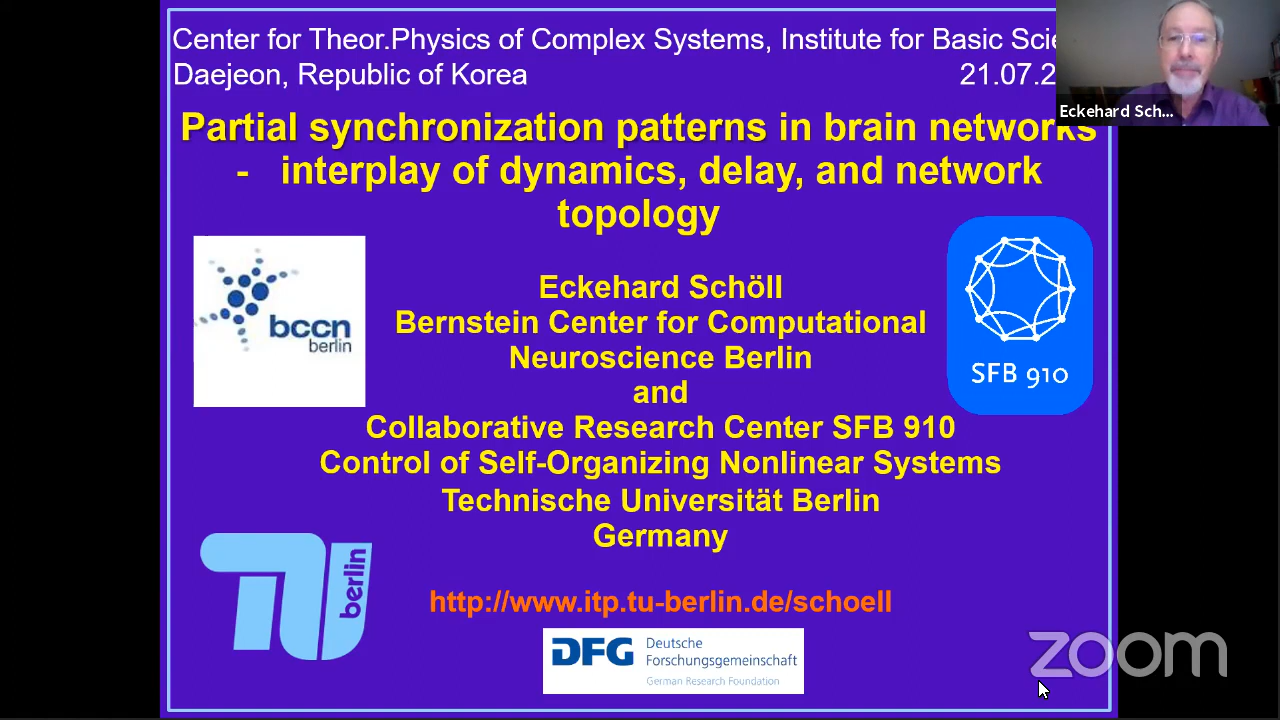 Center for Theor.Physics of Complex Systems, Institute for Basic
Daejeon, Republic of Korea 21.07.2
Eckehard Sch...
Partial synchronization patterns in brain networks
- interplay of dynamics, delay, and network
topology
bccn
berlin
SFB 910
Eckehard Schöll
Bernstein Center for Computational
Neuroscience Berlin
and
Collaborative Research Center SFB 910
Control of Self-Organizing Nonlinear Systems
Technische Universität Berlin
Germany
TU berlin
http://www.itp.tu-berlin.de/schoell
DFG Deutsche
Forschungsgemeinschaft
German Research Foundation
zoom